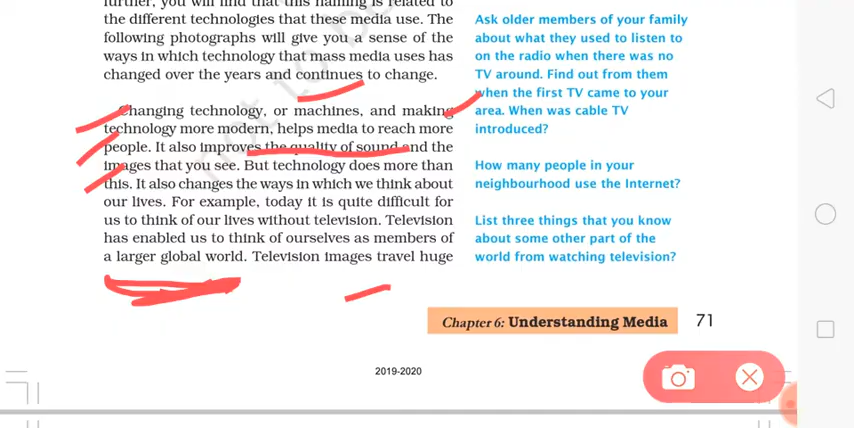 further, you will find that this naming is related to
the different technologies that these media use. The
following photographs will give you a sense of the
ways in which technology that mass media uses has
changed over the years and continues to change.
Changing technology, or machines, and making
technology more modern, helps media to reach more
people. It also improves the quality of sound and the
images that you see. But technology does more than
this. It also changes the ways in which we think about
our lives. For example, today it is quite difficult for
us to think of our lives without television. Television
has enabled us to think of ourselves as members of
a larger global world. Television images travel huge
Ask older members of your family
about what they used to listen to
on the radio when there was no
TV around. Find out from them
when the first TV came to your
area. When was cable TV
introduced?
How many people in your
neighbourhood use the Internet?
List three things that you know
about some other part of the
world from watching television?
Chapter 6: Understanding Media 71
2019-2020
not to be